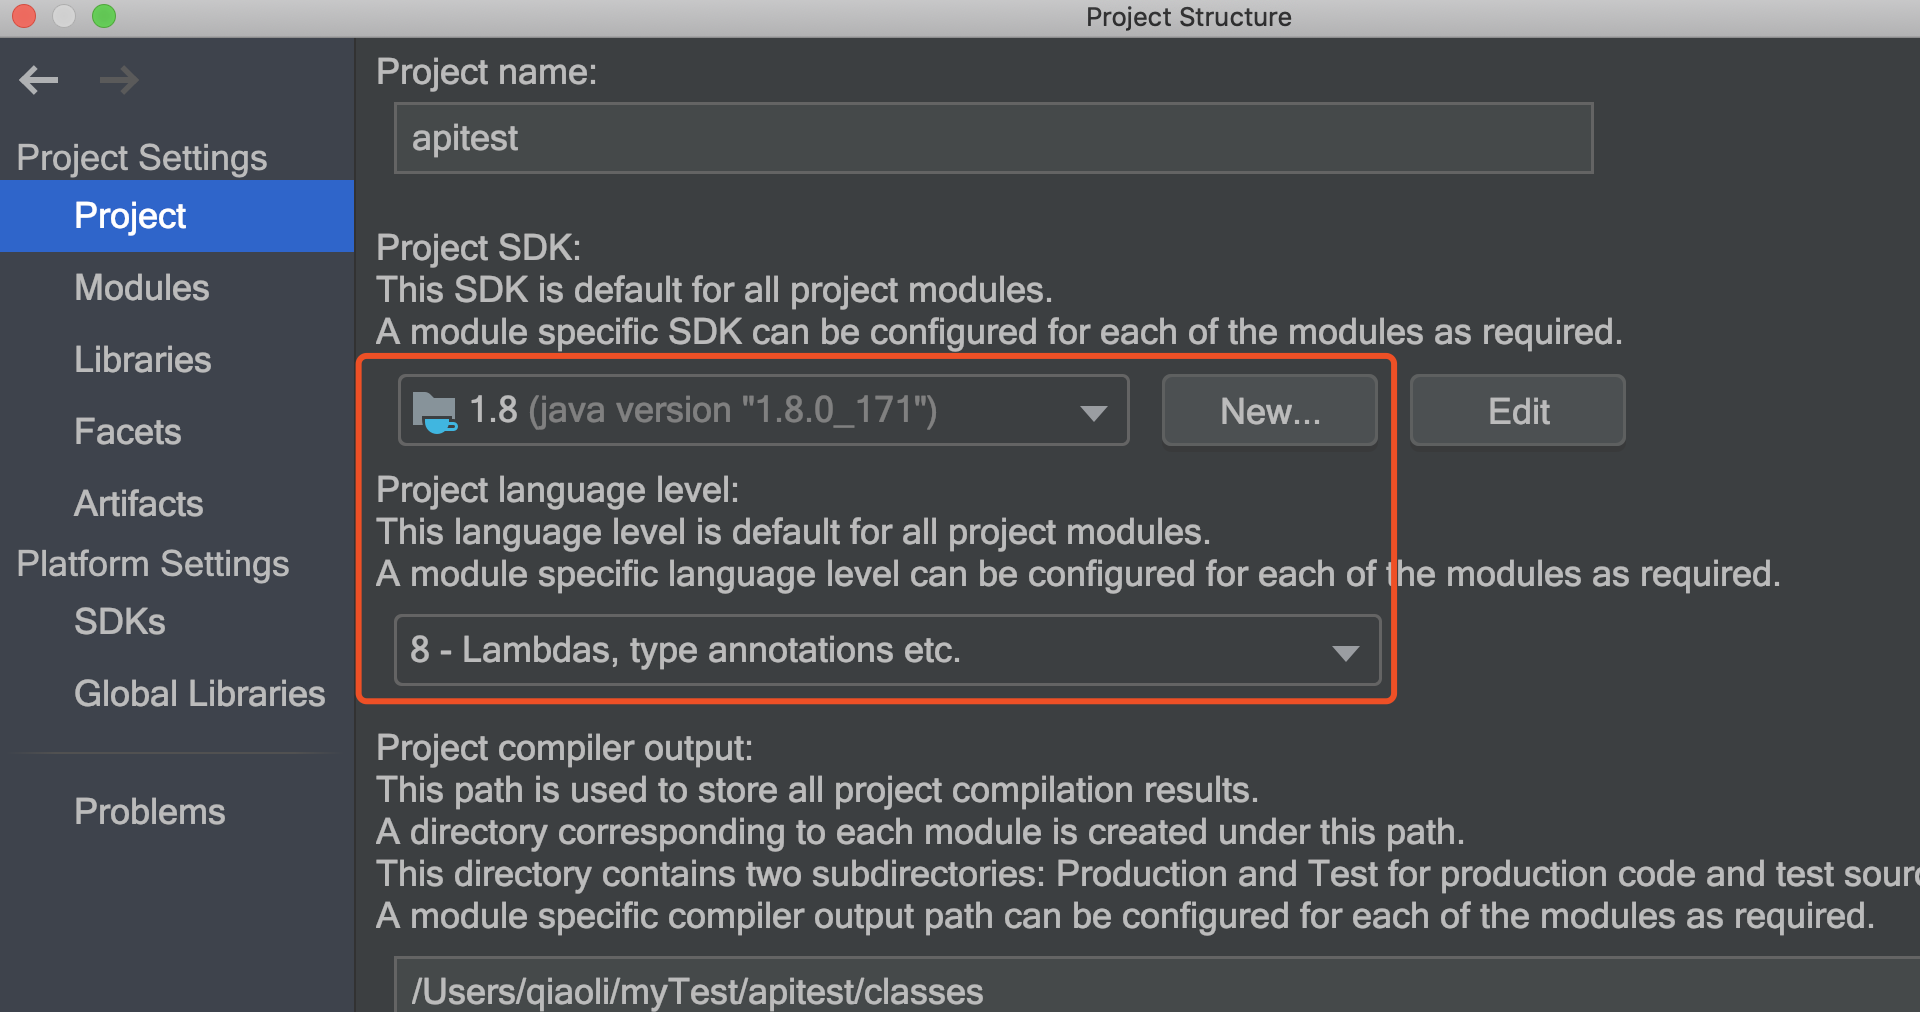 Project Structure
Project Settings
Project
Modules
Libraries
Facets
Artifacts
Platform Settings
SDKs
Global Libraries
Problems
Project name:
apitest
Project SDK:
This SDK is default for all project modules.
A module specific SDK can be configured for each of the modules as required.
1.8 (java version "1.8.0_171")
New...
Edit
Project language level:
This language level is default for all project modules.
A module specific language level can be configured for each of the modules as required.
8 - Lambdas, type annotations etc.
Project compiler output:
This path is used to store all project compilation results.
A directory corresponding to each module is created under this path.
This directory contains two subdirectories: Production and Test for production code and test sourc
A module specific compiler output path can be configured for each of the modules as required.
/Users/qiaoli/myTest/apitest/classes